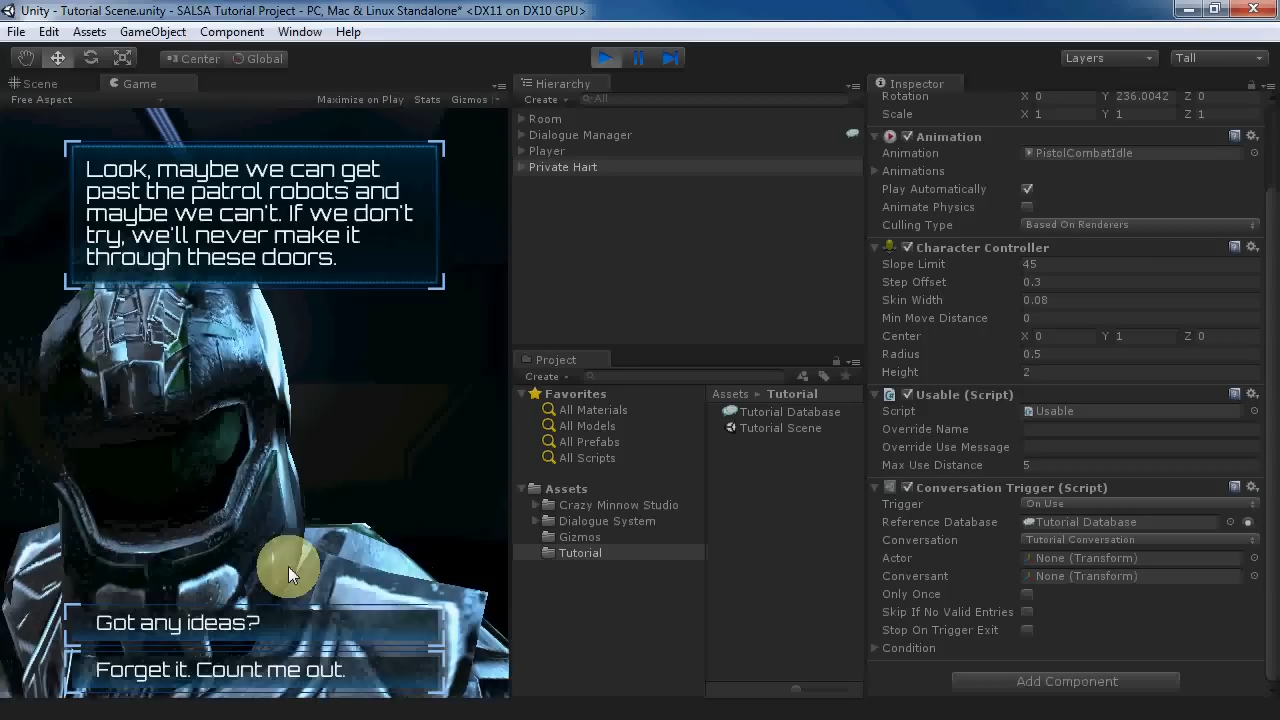 Unity - Tutorial Scene.unity - SALSA Tutorial Project - PC, Mac & Linux Standalone* <DX11 on DX10 GPU>
File Edit Assets GameObject Component Window Help
Center Global Layers Tall
Scene Game
Free Aspect Maximize on Play Stats Gizmos
Look, maybe we can get
past the patrol robots and
maybe we can't. If we don't
try, we'll never make it
through these doors.
Got any ideas?
Forget it. Count me out.
Hierarchy
Create All
Room
Dialogue Manager
Player
Private Hart
Project
Create
Favorites
All Materials
All Models
All Prefabs
All Scripts
Assets
Crazy Minnow Studio
Dialogue System
Gizmos
Tutorial
Assets Tutorial
Tutorial Database
Tutorial Scene
Inspector
Rotation X 0 Y 236.0042 Z 0
Scale X 1 Y 1 Z 1
Animation
Animation PistolCombatIdle
Animations
Play Automatically
Animate Physics
Culling Type Based On Renderers
Character Controller
Slope Limit 45
Step Offset 0.3
Skin Width 0.08
Min Move Distance 0
Center X 0 Y 1 Z 0
Radius 0.5
Height 2
Usable (Script)
Script Usable
Override Name
Override Use Message
Max Use Distance 5
Conversation Trigger (Script)
Trigger On Use
Reference Database Tutorial Database
Conversation Tutorial Conversation
Actor None (Transform)
Conversant None (Transform)
Only Once
Skip If No Valid Entries
Stop On Trigger Exit
Condition
Add Component